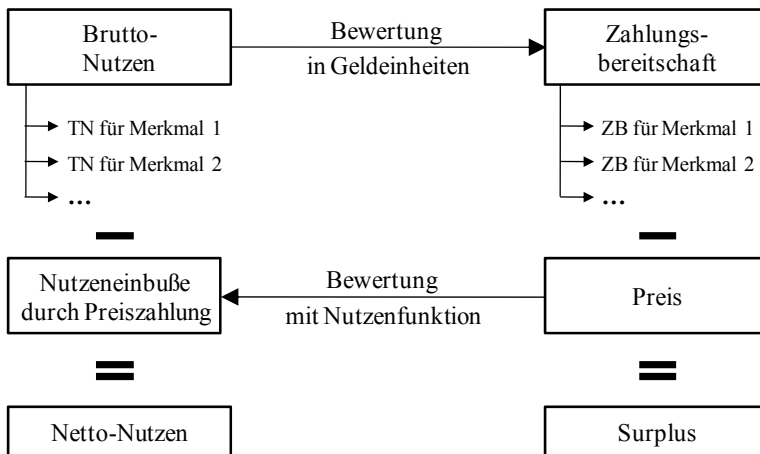 Brutto-
Nutzen
Bewertung
in Geldeinheiten
Zahlungs-
bereitschaft
TN für Merkmal 1
TN für Merkmal 2
...
ZB für Merkmal 1
ZB für Merkmal 2
...
Nutzeneinbuße
durch Preiszahlung
Bewertung
mit Nutzenfunktion
Preis
Netto-Nutzen
Surplus